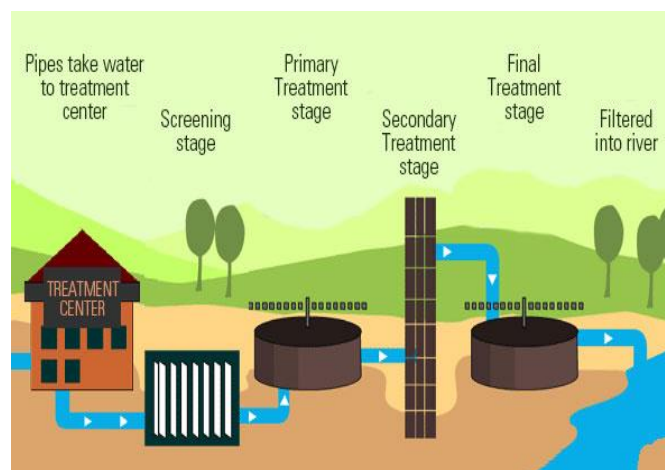 Pipes take water
to treatment
center
Screening
stage
Primary
Treatment
stage
Secondary
Treatment
stage
Final
Treatment
stage
Filtered
into river
TREATMENT
CENTER